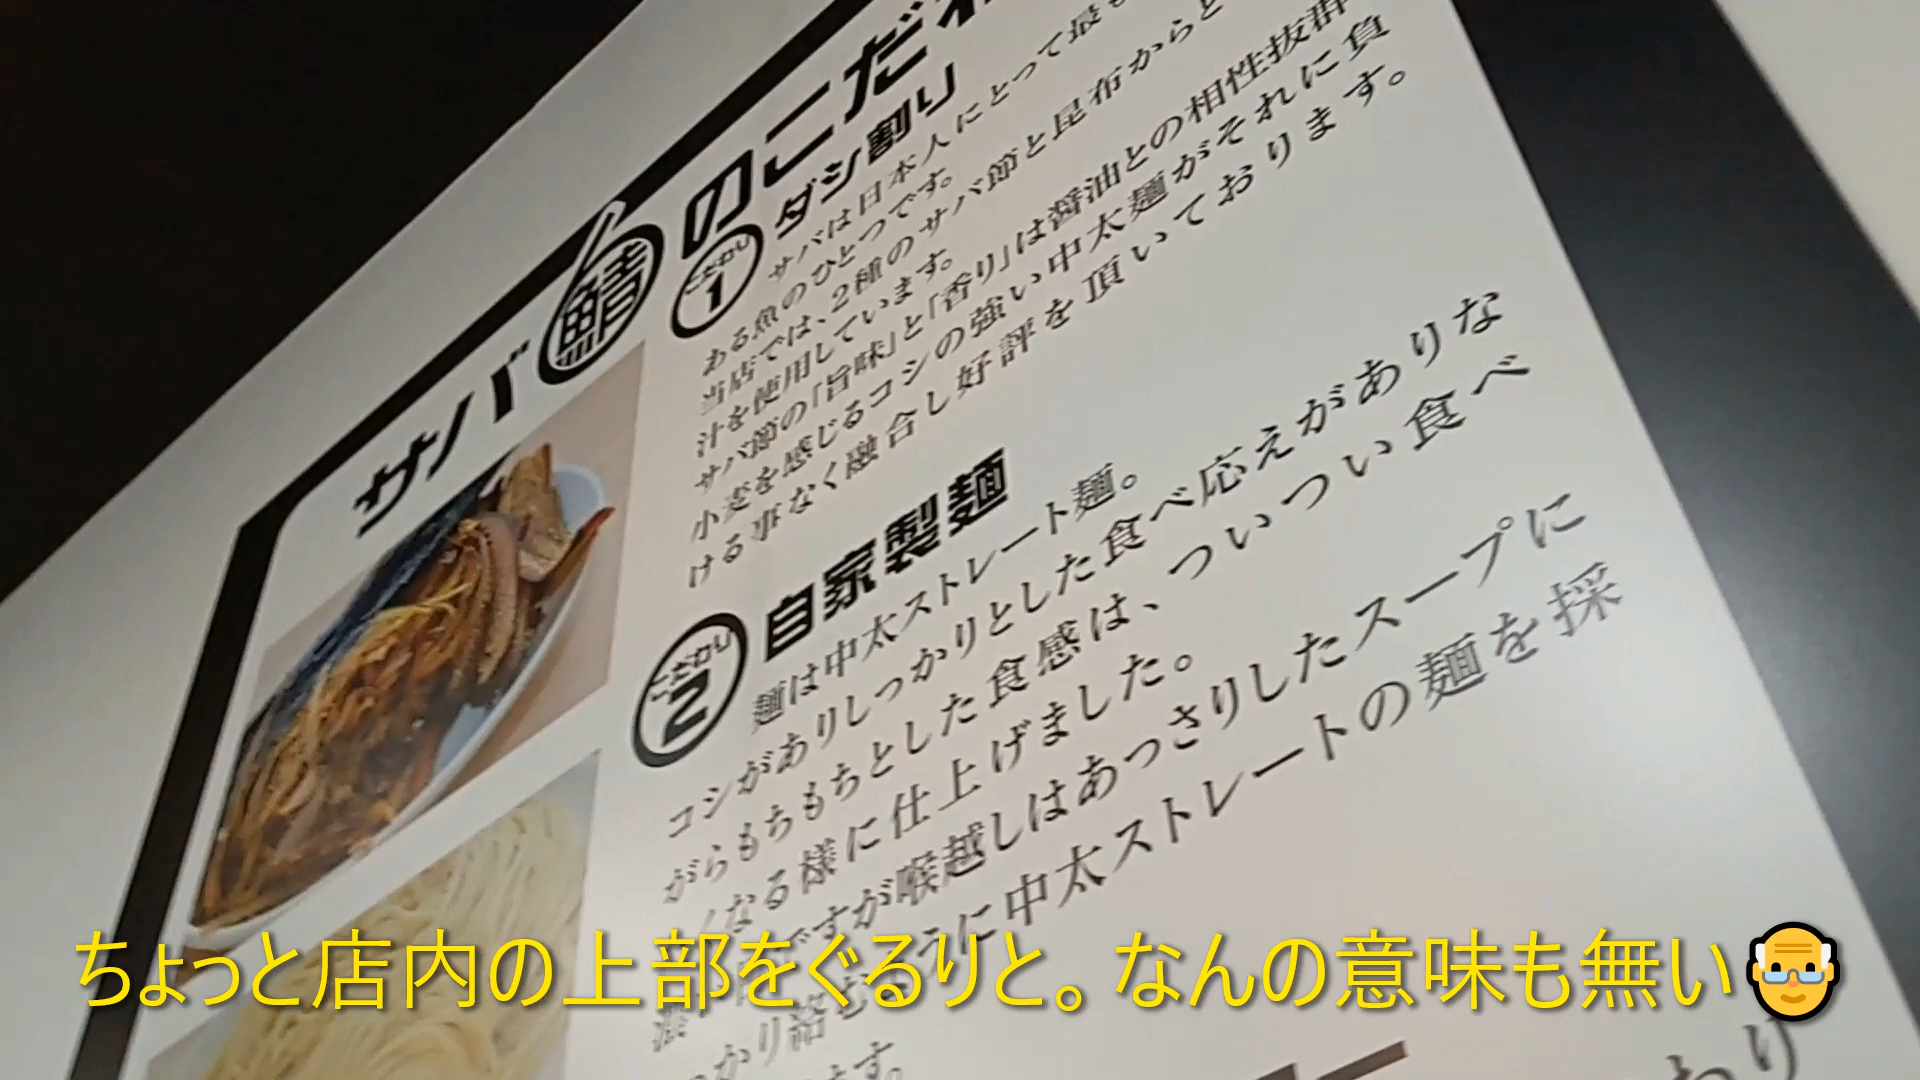 サバ鯖のこだわ
こだわり
1
ダシ割り
サバは日本人にとって最も
ある魚のひとつです。
当店では、2種のサバ節と昆布からと
汁を使用しています。
サバ節の「旨味」と「香り」は醤油との相性抜群
小麦を感じるコシの強い中太麺がそれに負
ける事なく融合し好評を頂いております。
こだわり
2
自家製麺
麺は中太ストレート麺。
コシがありしっかりとした食べ応えがありな
がらもちもちとした食感は、ついつい食べ
なる様に仕上げました。
ですが喉越しはあっさりしたスープに
うに中太ストレートの麺を採
かり給
ます。
ちょっと店内の上部をぐるりと。なんの意味も無い